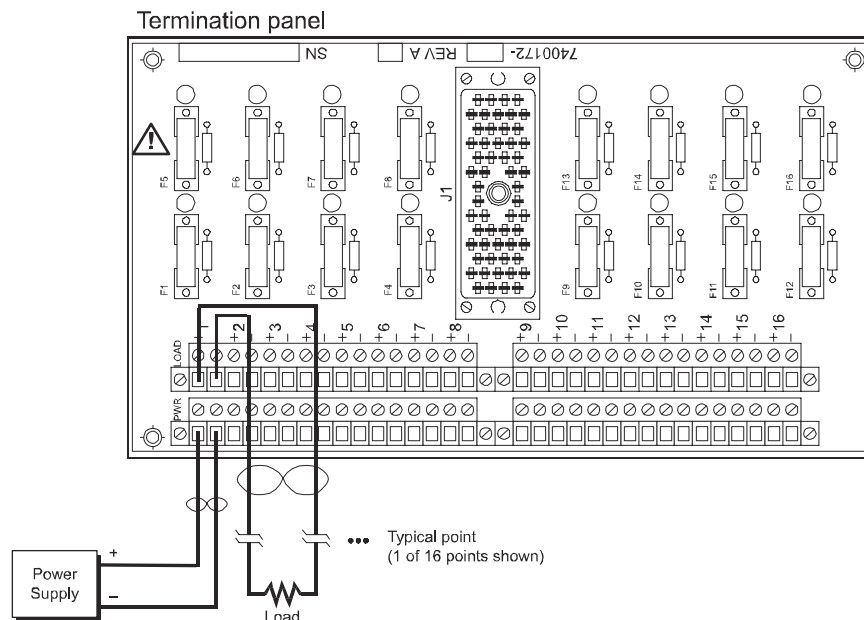 Termination panel
SN
REV A
7400172-
F5
F6
F7
F8
J1
F13
F14
F15
F16
F1
F2
F3
F4
F9
F10
F11
F12
LOAD
+ 1 - + 2 - + 3 - + 4 - + 5 - + 6 - + 7 - + 8 -
+ 9 - + 10 - + 11 - + 12 - + 13 - + 14 - + 15 - + 16 -
PWR
Typical point
(1 of 16 points shown)
+
Power
Supply
–
Load